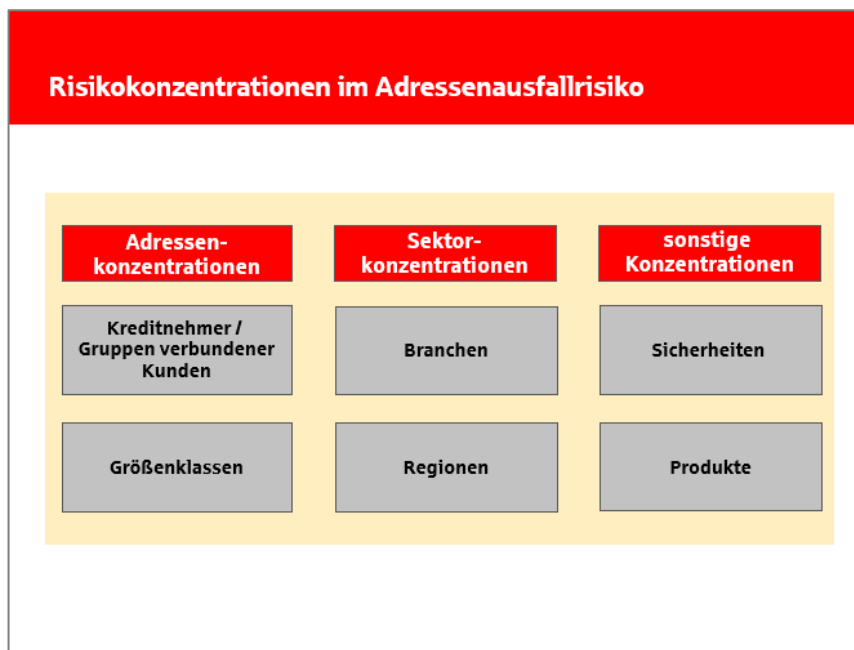 Risikokonzentrationen im Adressenausfallrisiko
Adressen-
konzentrationen
Sektor-
konzentrationen
sonstige
Konzentrationen
Kreditnehmer /
Gruppen verbundener
Kunden
Branchen
Sicherheiten
Größenklassen
Regionen
Produkte